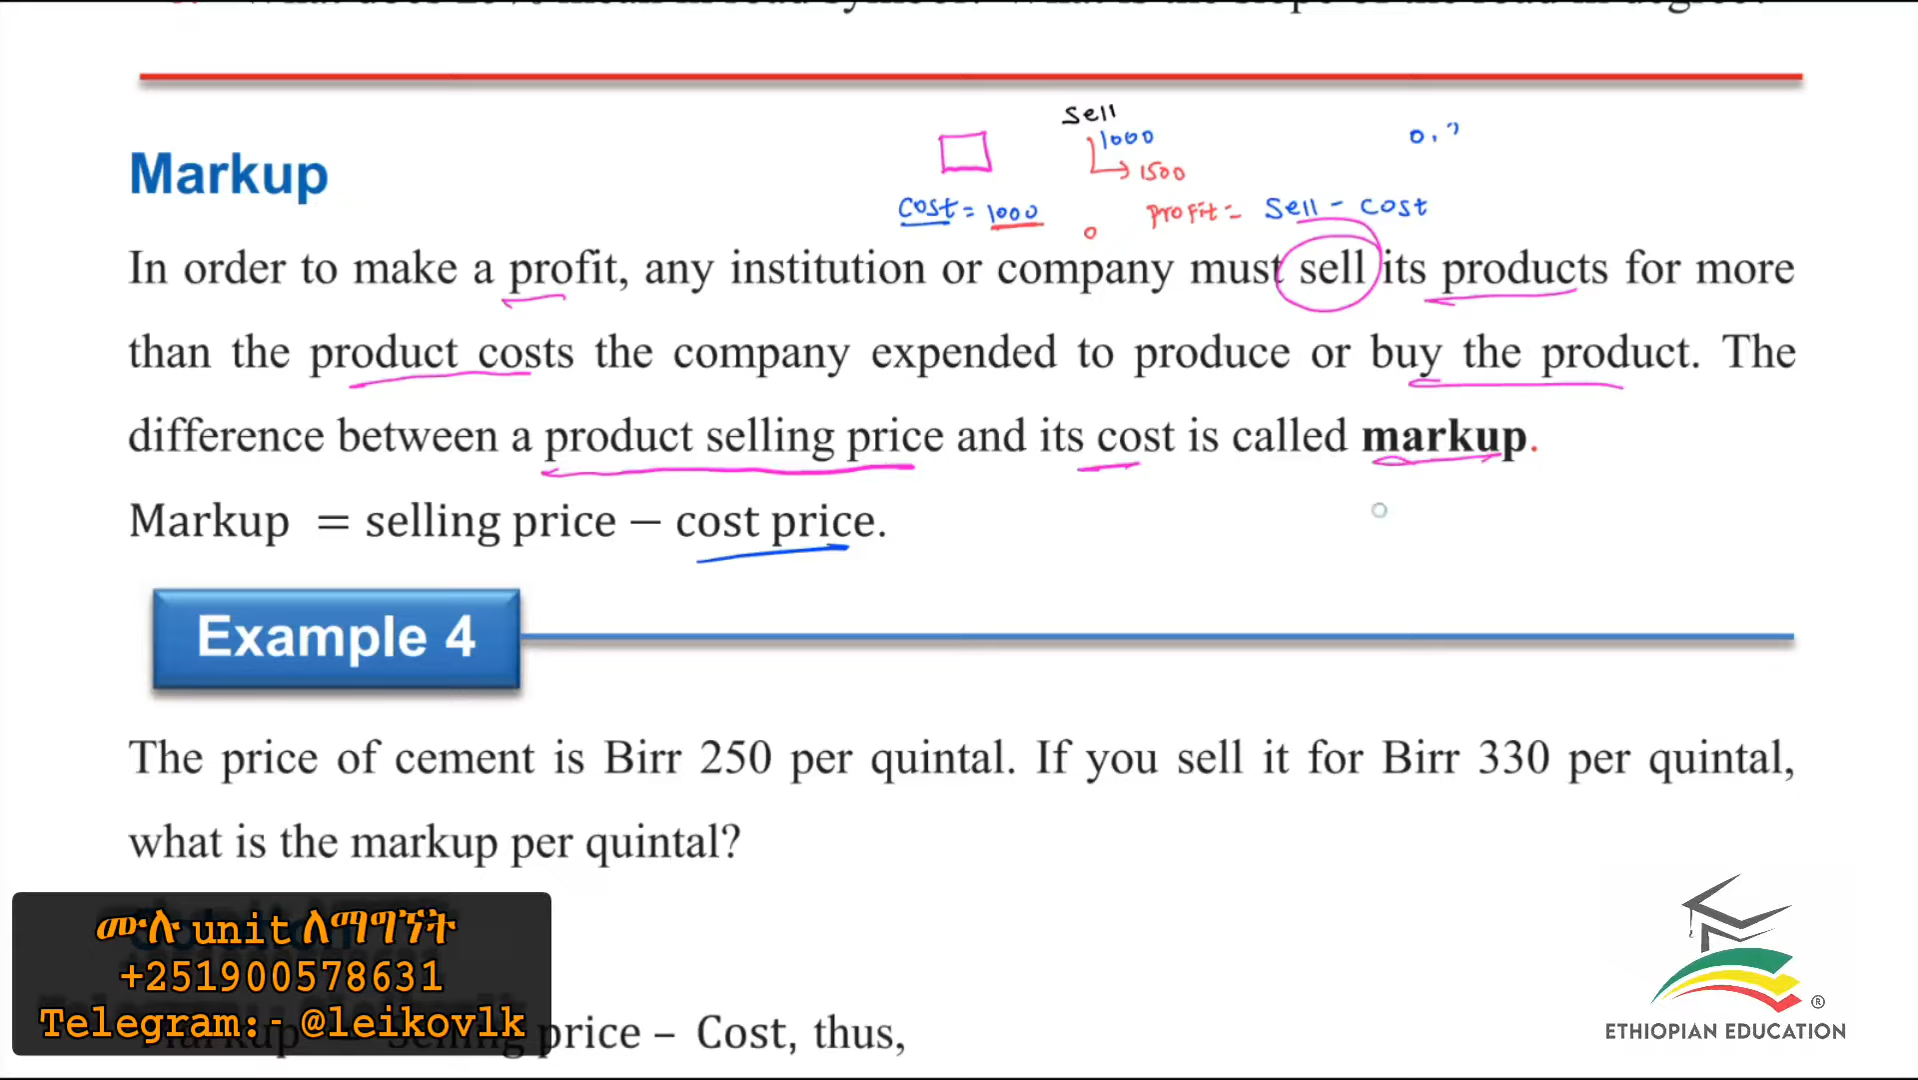 Sell
1000
0,
1500
Markup
cost = 1000
Profit = Sell - cost
In order to make a profit, any institution or company must sell its products for more
than the product costs the company expended to produce or buy the product. The
difference between a product selling price and its cost is called markup.
Markup = selling price − cost price.
Example 4
The price of cement is Birr 250 per quintal. If you sell it for Birr 330 per quintal,
what is the markup per quintal?
ሙሉ unit ለማግኘት
+251900578631
Telegram:- @leikovlk
price – Cost, thus,
®
ETHIOPIAN EDUCATION